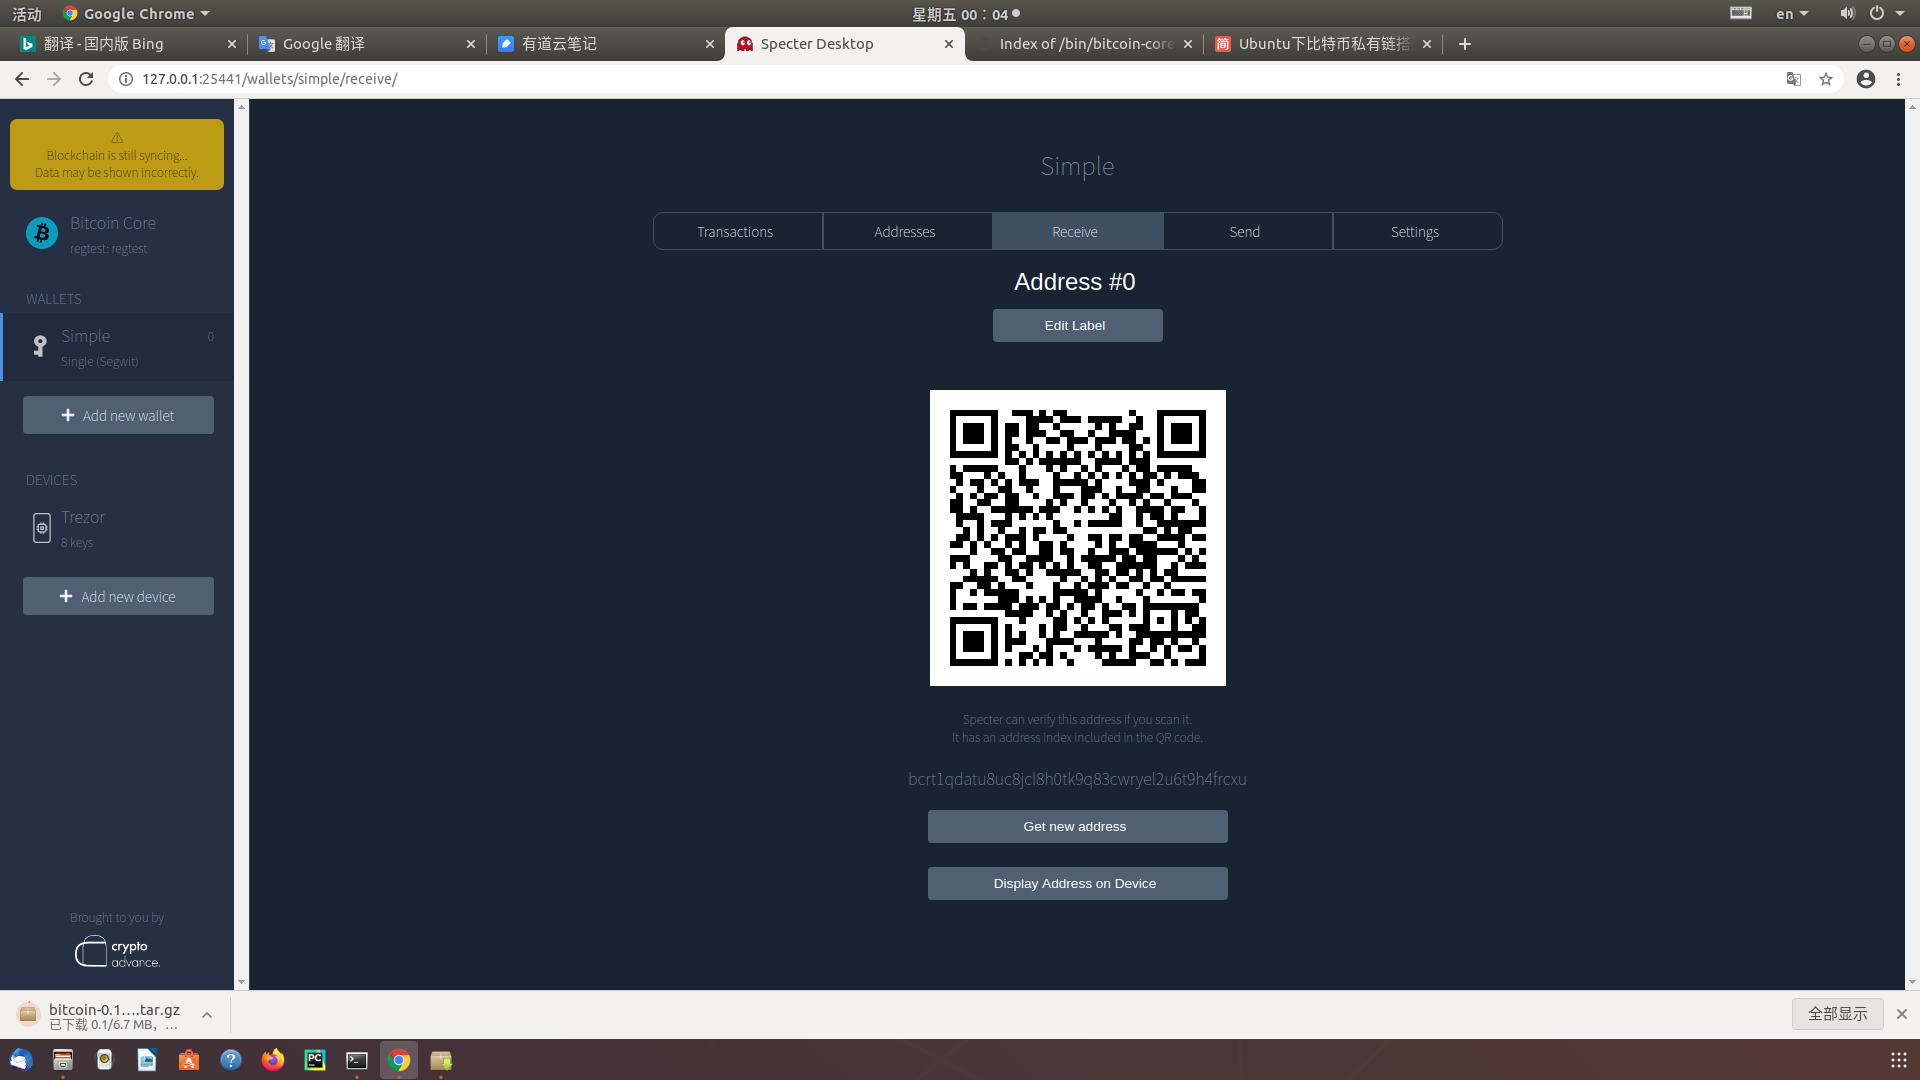 活动
Google Chrome
星期五 00：04
en
翻译 - 国内版 Bing
Google 翻译
有道云笔记
Specter Desktop
Index of /bin/bitcoin-core
Ubuntu下比特币私有链搭
127.0.0.1:25441/wallets/simple/receive/
Blockchain is still syncing...
Data may be shown incorrectly.
Bitcoin Core
regtest: regtest
WALLETS
Simple
0
Single (Segwit)
Add new wallet
DEVICES
Trezor
8 keys
Add new device
Brought to you by
crypto
advance.
Simple
Transactions
Addresses
Receive
Send
Settings
Address #0
Edit Label
Specter can verify this address if you scan it.
It has an address index included in the QR code.
bcrt1qdatu8uc8jcl8h0tk9q83cwryel2u6t9h4frcxu
Get new address
Display Address on Device
bitcoin-0.1….tar.gz
已下载 0.1/6.7 MB， …
全部显示